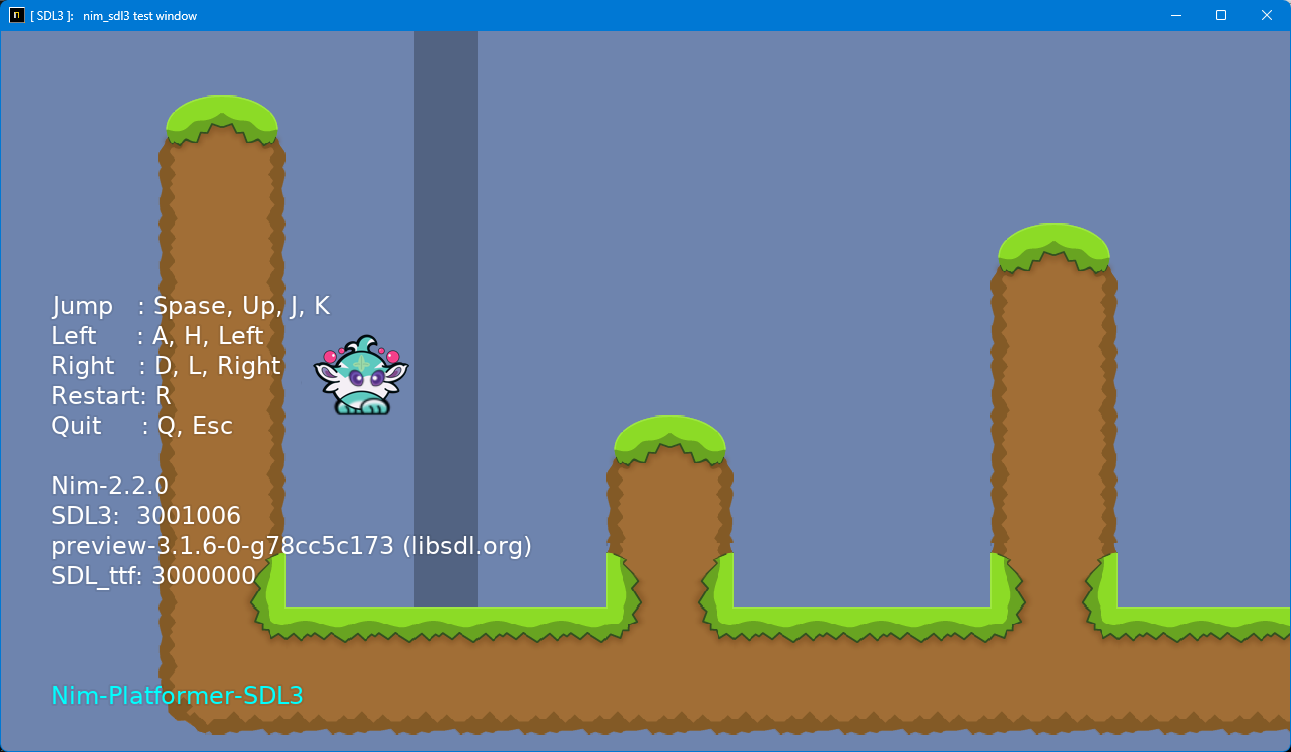 [ SDL3 ]: nim_sdl3 test window
Jump : Spase, Up, J, K
Left : A, H, Left
Right : D, L, Right
Restart: R
Quit : Q, Esc
Nim-2.2.0
SDL3: 3001006
preview-3.1.6-0-g78cc5c173 (libsdl.org)
SDL_ttf: 3000000
Nim-Platformer-SDL3